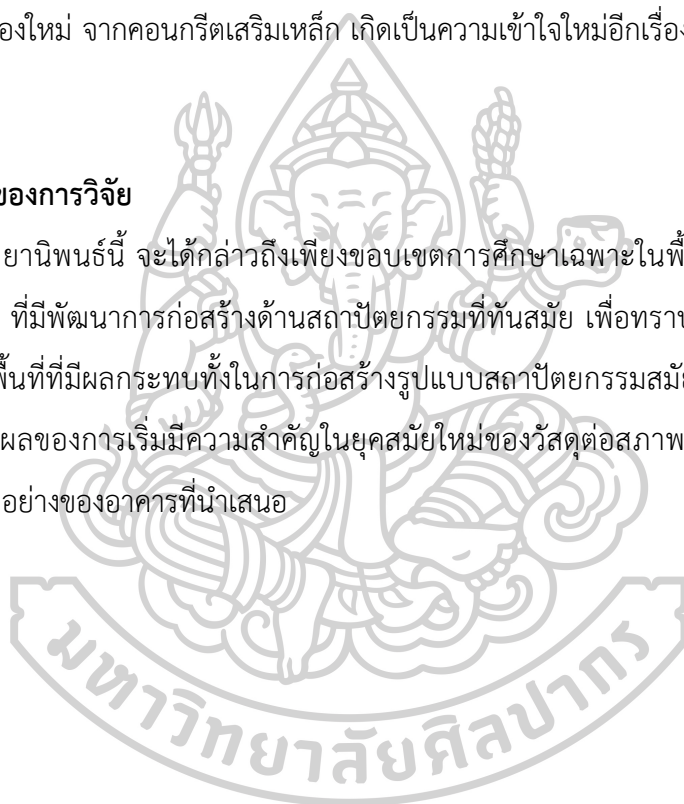 องใหม่ จากคอนกรีตเสริมเหล็ก เกิดเป็นความเข้าใจใหม่อีกเรื่อง
ของการวิจัย
ยานิพนธ์นี้ จะได้กล่าวถึงเพียงขอบเขตการศึกษาเฉพาะในพื้
ที่มีพัฒนาการก่อสร้างด้านสถาปัตยกรรมที่ทันสมัย เพื่อทราบ
พื้นที่ที่มีผลกระทบทั้งในการก่อสร้างรูปแบบสถาปัตยกรรมสมัย
ผลของการเริ่มมีความสำคัญในยุคสมัยใหม่ของวัสดุต่อสภาพ
อย่างของอาคารที่นำเสนอ
มหาวิทยาลัยศิลปากร